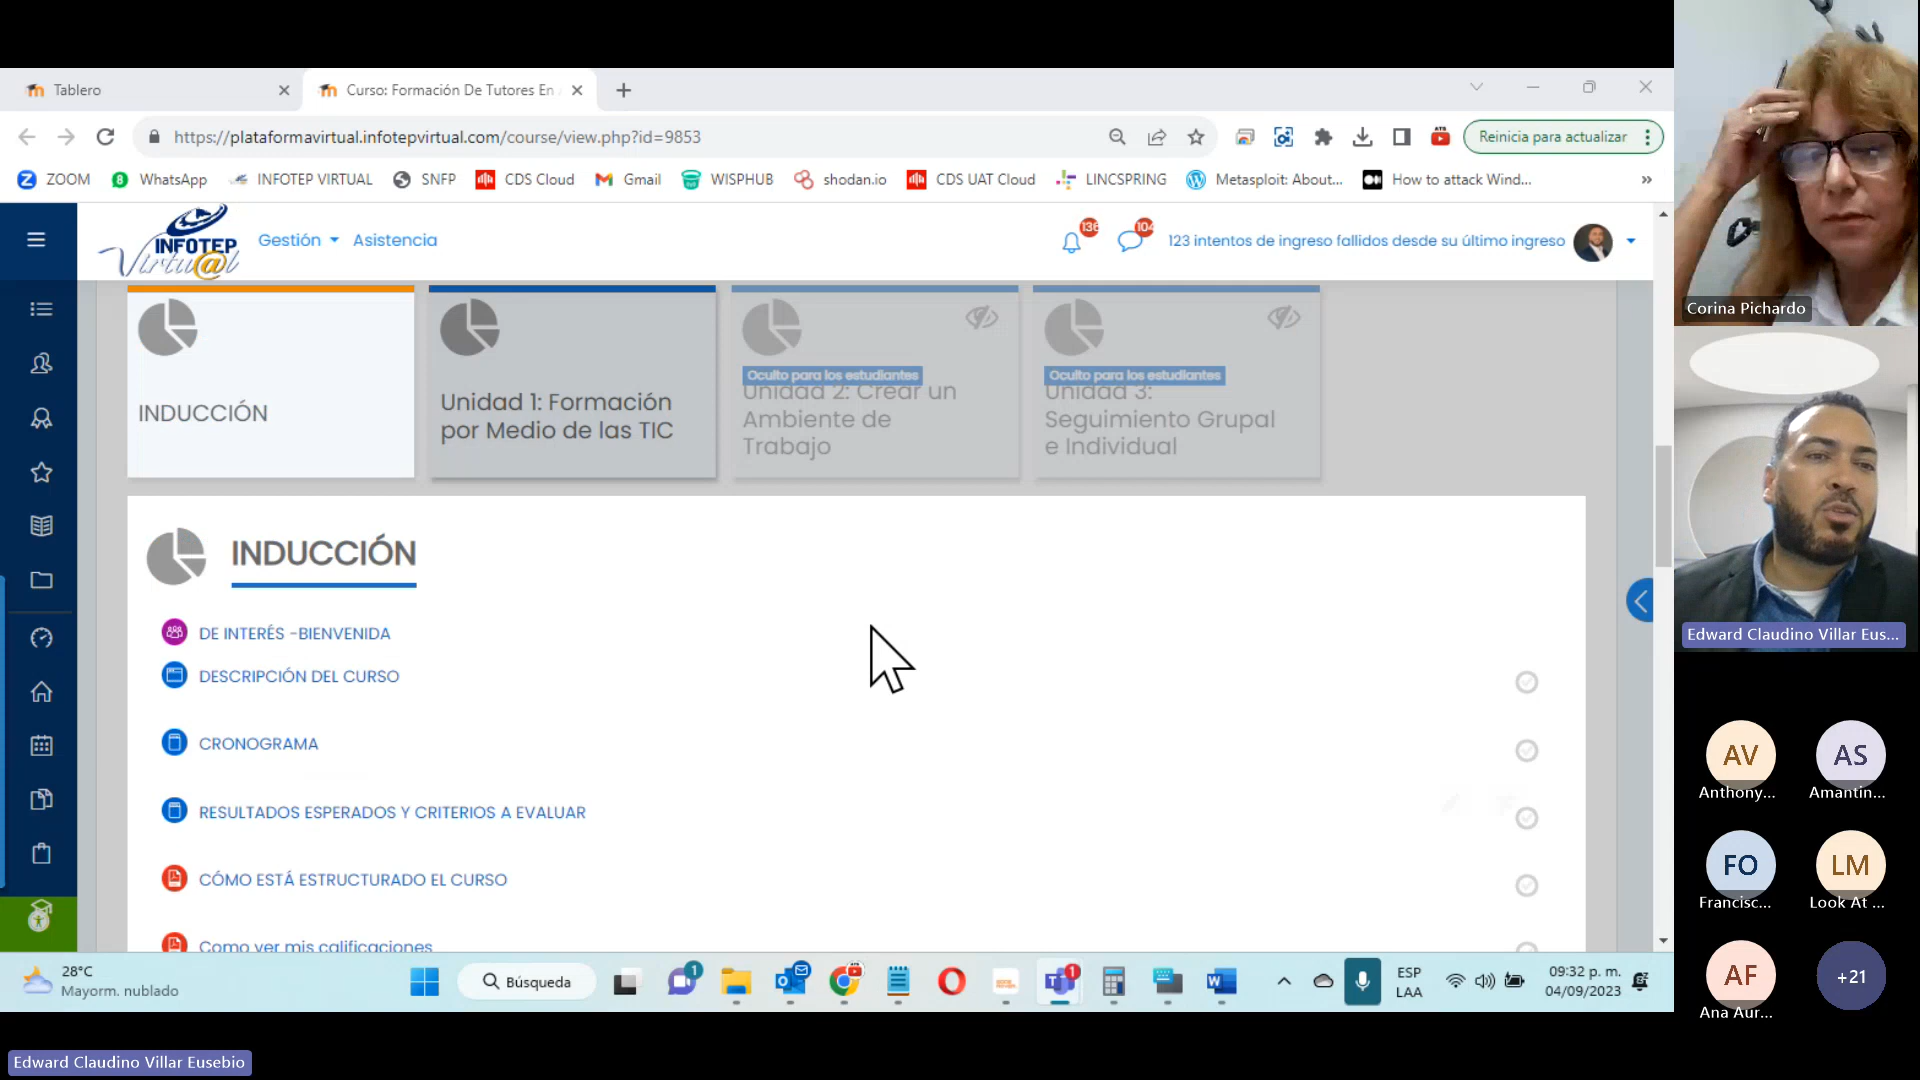 Tablero
Curso: Formación De Tutores En
https://plataformavirtual.infotepvirtual.com/course/view.php?id=9853
Reinicia para actualizar
ZOOM
WhatsApp
INFOTEP VIRTUAL
SNFP
CDS Cloud
Gmail
WISPHUB
shodan.io
CDS UAT Cloud
LINCSPRING
Metasploit: About...
How to attack Wind...
»
INFOTEP
Virtu@l
Gestión
Asistencia
136
104
123 intentos de ingreso fallidos desde su último ingreso
INDUCCIÓN
Unidad 1: Formación
por Medio de las TIC
Oculto para los estudiantes
Unidad 2: Crear un
Ambiente de
Trabajo
Oculto para los estudiantes
Unidad 3:
Seguimiento Grupal
e Individual
INDUCCIÓN
DE INTERÉS -BIENVENIDA
DESCRIPCIÓN DEL CURSO
CRONOGRAMA
RESULTADOS ESPERADOS Y CRITERIOS A EVALUAR
CÓMO ESTÁ ESTRUCTURADO EL CURSO
Como ver mis calificaciones
28°C
Mayorm. nublado
Búsqueda
1
1
ESP
LAA
09:32 p. m.
04/09/2023
Edward Claudino Villar Eusebio
Corina Pichardo
Edward Claudino Villar Eus...
AV
Anthony...
AS
Amantin...
FO
Francisc...
LM
Look At ...
AF
Ana Aur...
+21